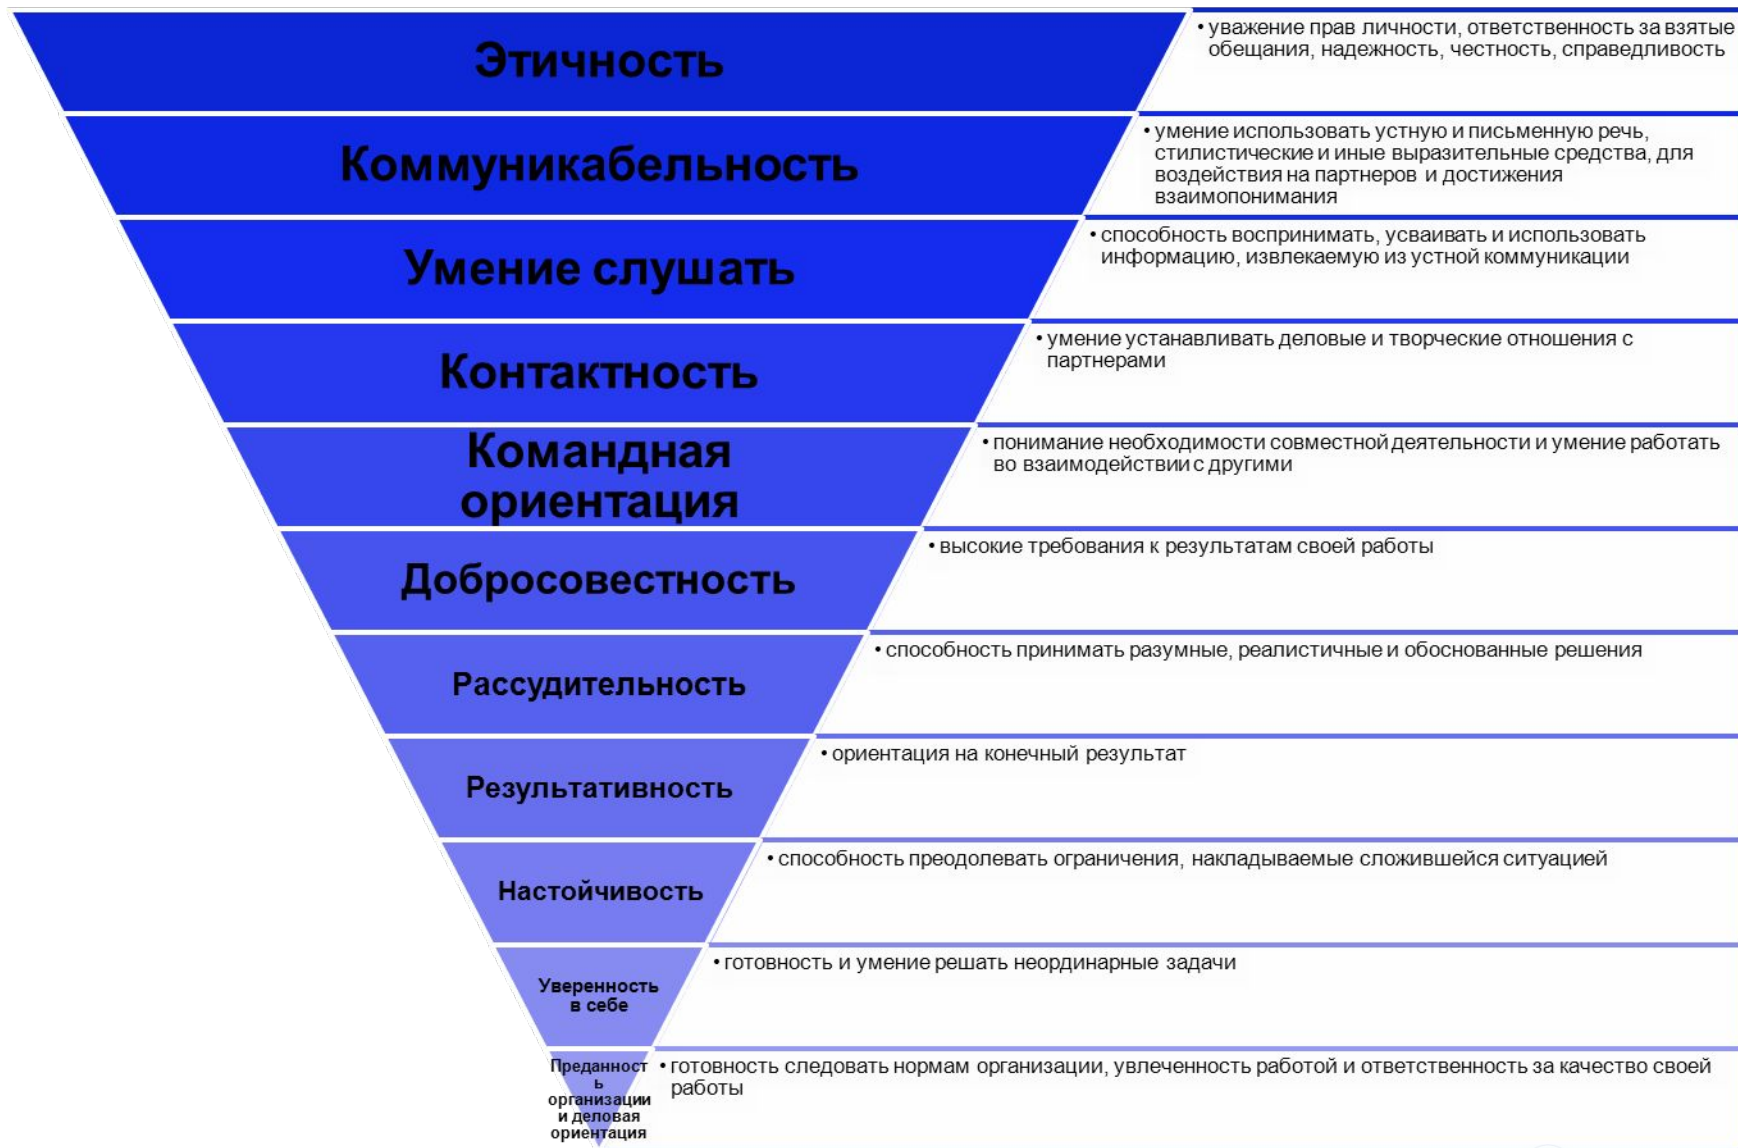 Этичность
• уважение прав личности, ответственность за взятые
обещания, надежность, честность, справедливость
Коммуникабельность
• умение использовать устную и письменную речь,
стилистические и иные выразительные средства, для
воздействия на партнеров и достижения
взаимопонимания
Умение слушать
• способность воспринимать, усваивать и использовать
информацию, извлекаемую из устной коммуникации
Контактность
• умение устанавливать деловые и творческие отношения с
партнерами
Командная
ориентация
• понимание необходимости совместной деятельности и умение работать
во взаимодействии с другими
Добросовестность
• высокие требования к результатам своей работы
Рассудительность
• способность принимать разумные, реалистичные и обоснованные решения
Результативность
• ориентация на конечный результат
Настойчивость
• способность преодолевать ограничения, накладываемые сложившейся ситуацией
Уверенность
в себе
• готовность и умение решать неординарные задачи
Преданност
ь
организации
и деловая
ориентация
• готовность следовать нормам организации, увлеченность работой и ответственность за качество своей
работы